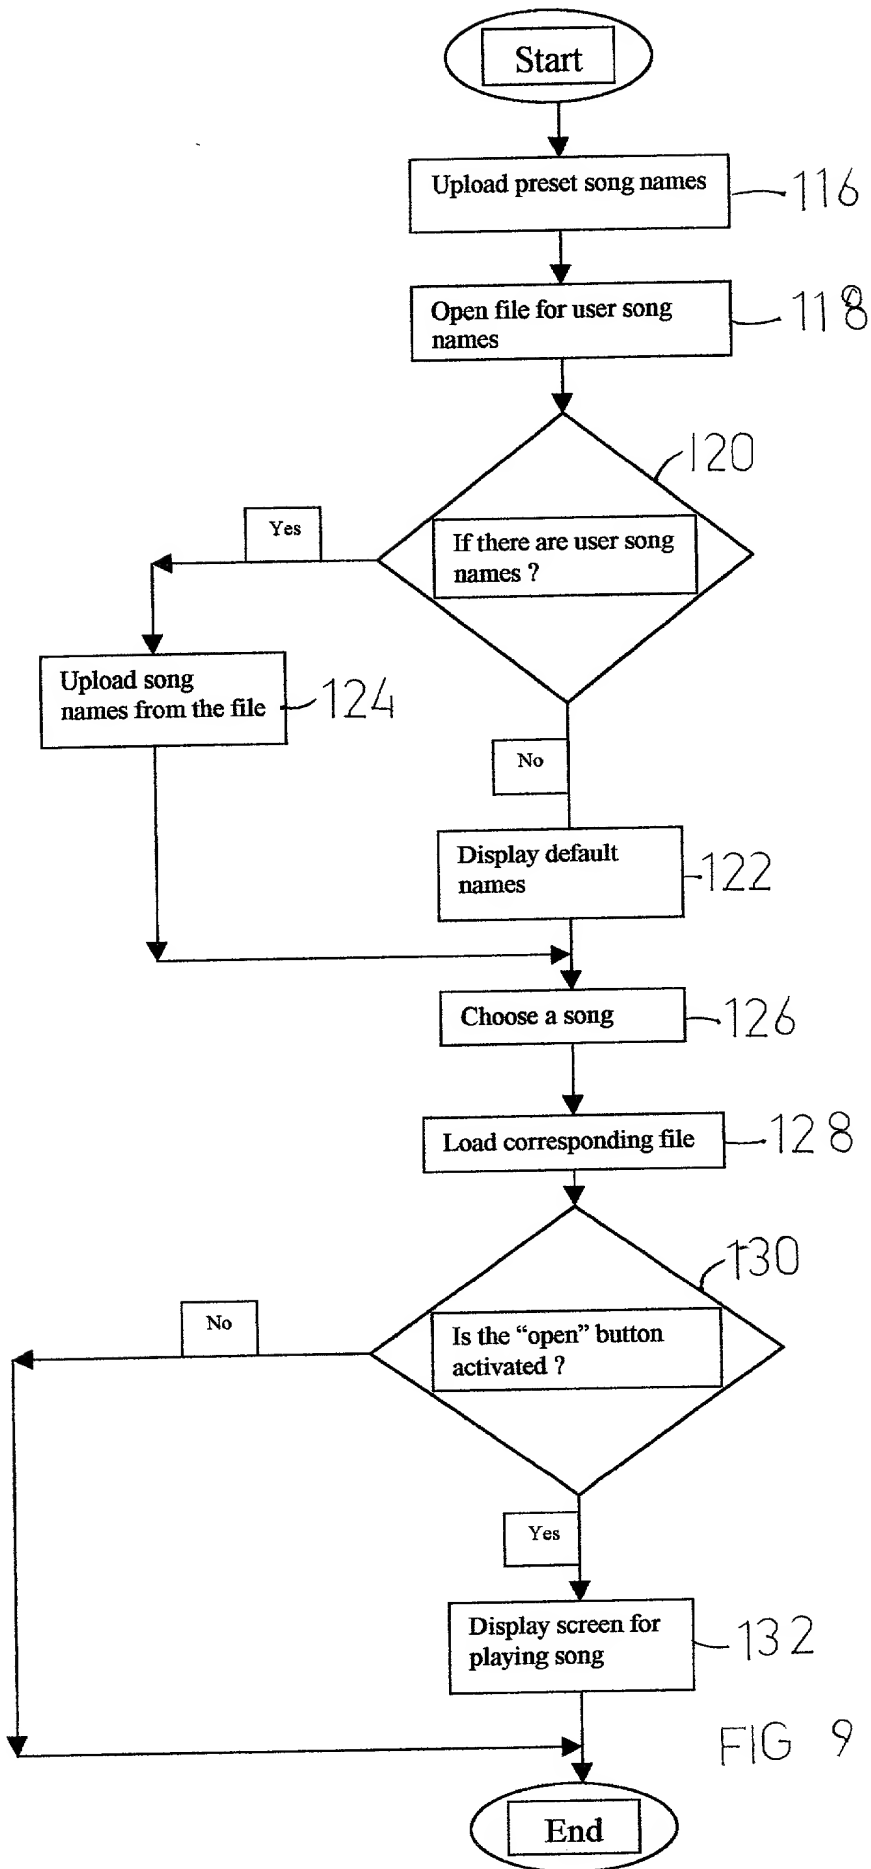 Start
Upload preset song names
116
Open file for user song
names
118
120
Yes
If there are user song
names ?
Upload song
names from the file
124
No
Display default
names
122
Choose a song
126
Load corresponding file
128
130
No
Is the “open” button
activated ?
Yes
Display screen for
playing song
132
FIG 9
End